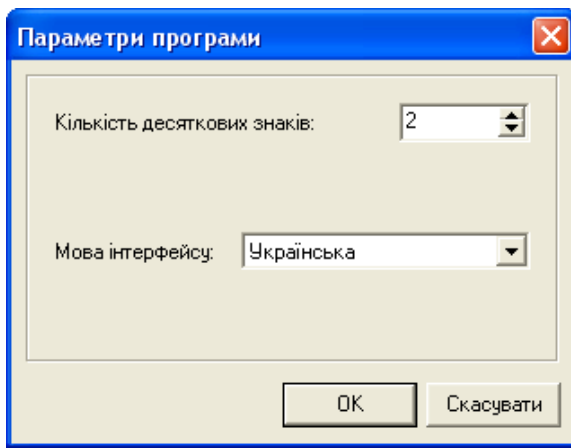 Параметри програми
Кількість десяткових знаків: 2
Мова інтерфейсу: Українська
OK Скасувати